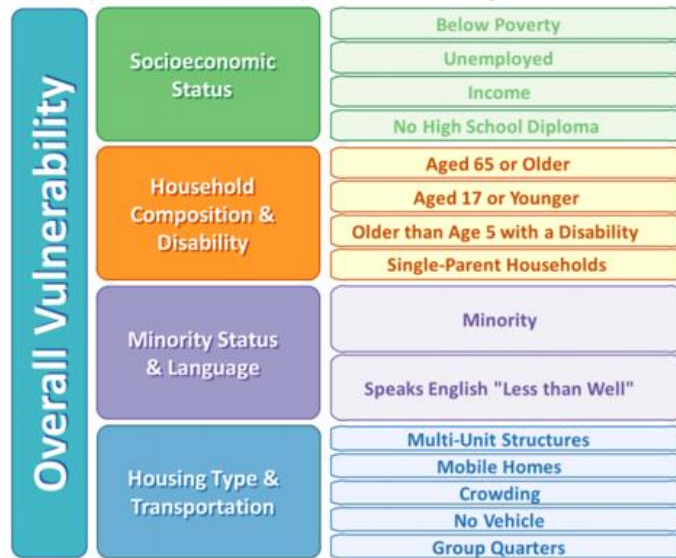 Overall Vulnerability
Socioeconomic
Status
Below Poverty
Unemployed
Income
No High School Diploma
Household
Composition &
Disability
Aged 65 or Older
Aged 17 or Younger
Older than Age 5 with a Disability
Single-Parent Households
Minority Status
& Language
Minority
Speaks English "Less than Well"
Housing Type &
Transportation
Multi-Unit Structures
Mobile Homes
Crowding
No Vehicle
Group Quarters